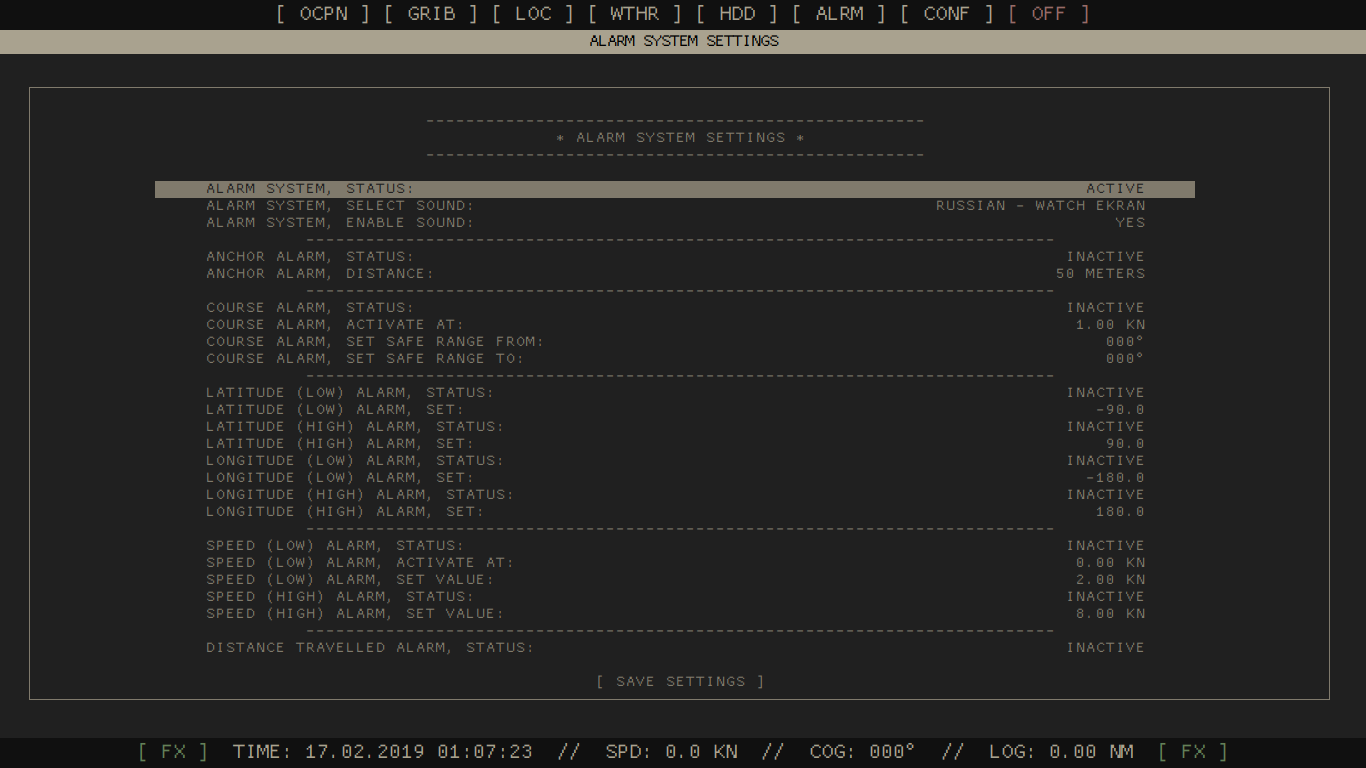 [ OCPN ] [ GRIB ] [ LOC ] [ WTHR ] [ HDD ] [ ALRM ] [ CONF ] [ OFF ]
ALARM SYSTEM SETTINGS
--------------------------------------------------
* ALARM SYSTEM SETTINGS *
--------------------------------------------------
ALARM SYSTEM, STATUS: ACTIVE
ALARM SYSTEM, SELECT SOUND: RUSSIAN - WATCH EKRAN
ALARM SYSTEM, ENABLE SOUND: YES
---------------------------------------------------------------------------
ANCHOR ALARM, STATUS: INACTIVE
ANCHOR ALARM, DISTANCE: 50 METERS
---------------------------------------------------------------------------
COURSE ALARM, STATUS: INACTIVE
COURSE ALARM, ACTIVATE AT: 1.00 KN
COURSE ALARM, SET SAFE RANGE FROM: 000°
COURSE ALARM, SET SAFE RANGE TO: 000°
---------------------------------------------------------------------------
LATITUDE (LOW) ALARM, STATUS: INACTIVE
LATITUDE (LOW) ALARM, SET: -90.0
LATITUDE (HIGH) ALARM, STATUS: INACTIVE
LATITUDE (HIGH) ALARM, SET: 90.0
LONGITUDE (LOW) ALARM, STATUS: INACTIVE
LONGITUDE (LOW) ALARM, SET: -180.0
LONGITUDE (HIGH) ALARM, STATUS: INACTIVE
LONGITUDE (HIGH) ALARM, SET: 180.0
---------------------------------------------------------------------------
SPEED (LOW) ALARM, STATUS: INACTIVE
SPEED (LOW) ALARM, ACTIVATE AT: 0.00 KN
SPEED (LOW) ALARM, SET VALUE: 2.00 KN
SPEED (HIGH) ALARM, STATUS: INACTIVE
SPEED (HIGH) ALARM, SET VALUE: 8.00 KN
---------------------------------------------------------------------------
DISTANCE TRAVELLED ALARM, STATUS: INACTIVE
[ SAVE SETTINGS ]
[ FX ] TIME: 17.02.2019 01:07:23 // SPD: 0.0 KN // COG: 000° // LOG: 0.00 NM [ FX ]